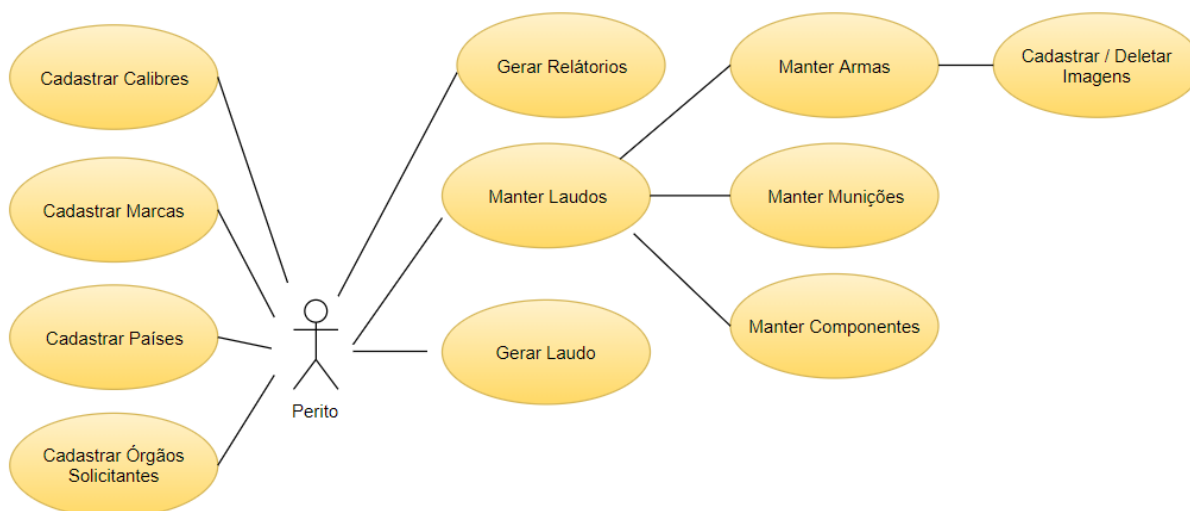 Cadastrar Calibres
Cadastrar Marcas
Cadastrar Países
Cadastrar Órgãos
Solicitantes
Perito
Gerar Relátorios
Manter Laudos
Gerar Laudo
Manter Armas
Manter Munições
Manter Componentes
Cadastrar / Deletar
Imagens